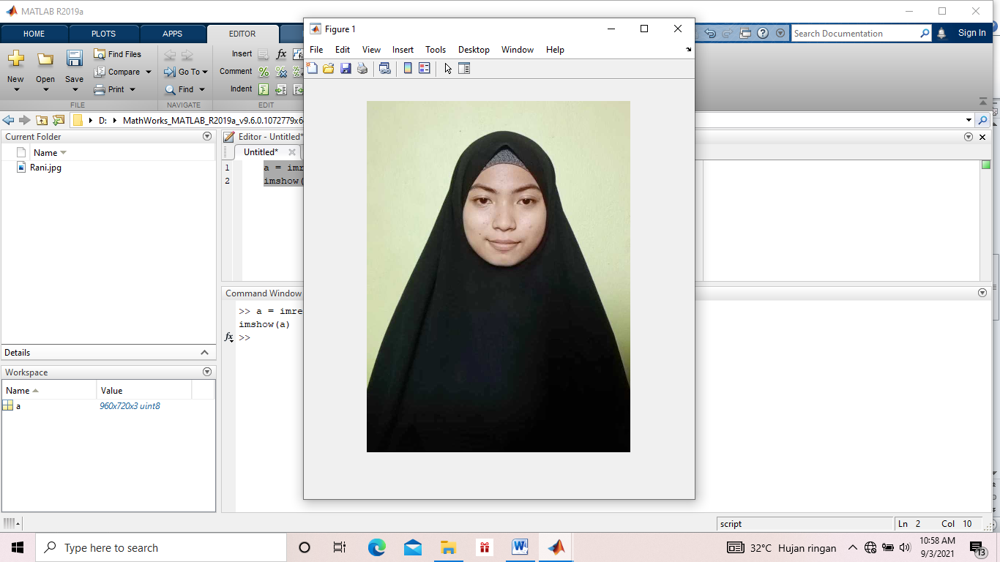 MATLAB R2019a
HOME
PLOTS
APPS
EDITOR
Search Documentation
Sign In
New
Open
Save
Find Files
Compare
Print
FILE
Go To
Find
NAVIGATE
Insert
fx
Comment
Indent
EDIT
D:
MathWorks_MATLAB_R2019a_v9.6.0.1072779x6
Current Folder
Name
Rani.jpg
Details
Workspace
Name
Value
a
960x720x3 uint8
Editor - Untitled*
Untitled*
1
a = imr
2
imshow(
Command Window
>> a = imre
imshow(a)
fx >>
Figure 1
File Edit View Insert Tools Desktop Window Help
script
Ln 2 Col 10
Type here to search
32°C Hujan ringan
10:58 AM
9/3/2021
13